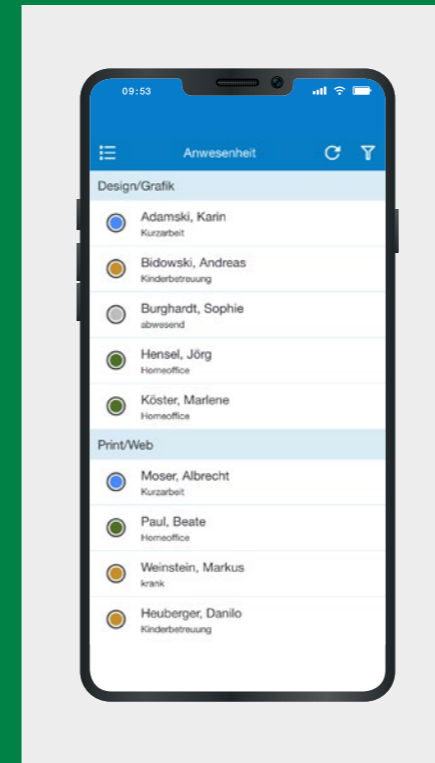 09:53
Anwesenheit
Design/Grafik
Adamski, Karin
Kurzarbeit
Bidowski, Andreas
Kinderbetreuung
Burghardt, Sophie
abwesend
Hensel, Jörg
Homeoffice
Köster, Marlene
Homeoffice
Print/Web
Moser, Albrecht
Kurzarbeit
Paul, Beate
Homeoffice
Weinstein, Markus
krank
Heuberger, Danilo
Kinderbetreuung